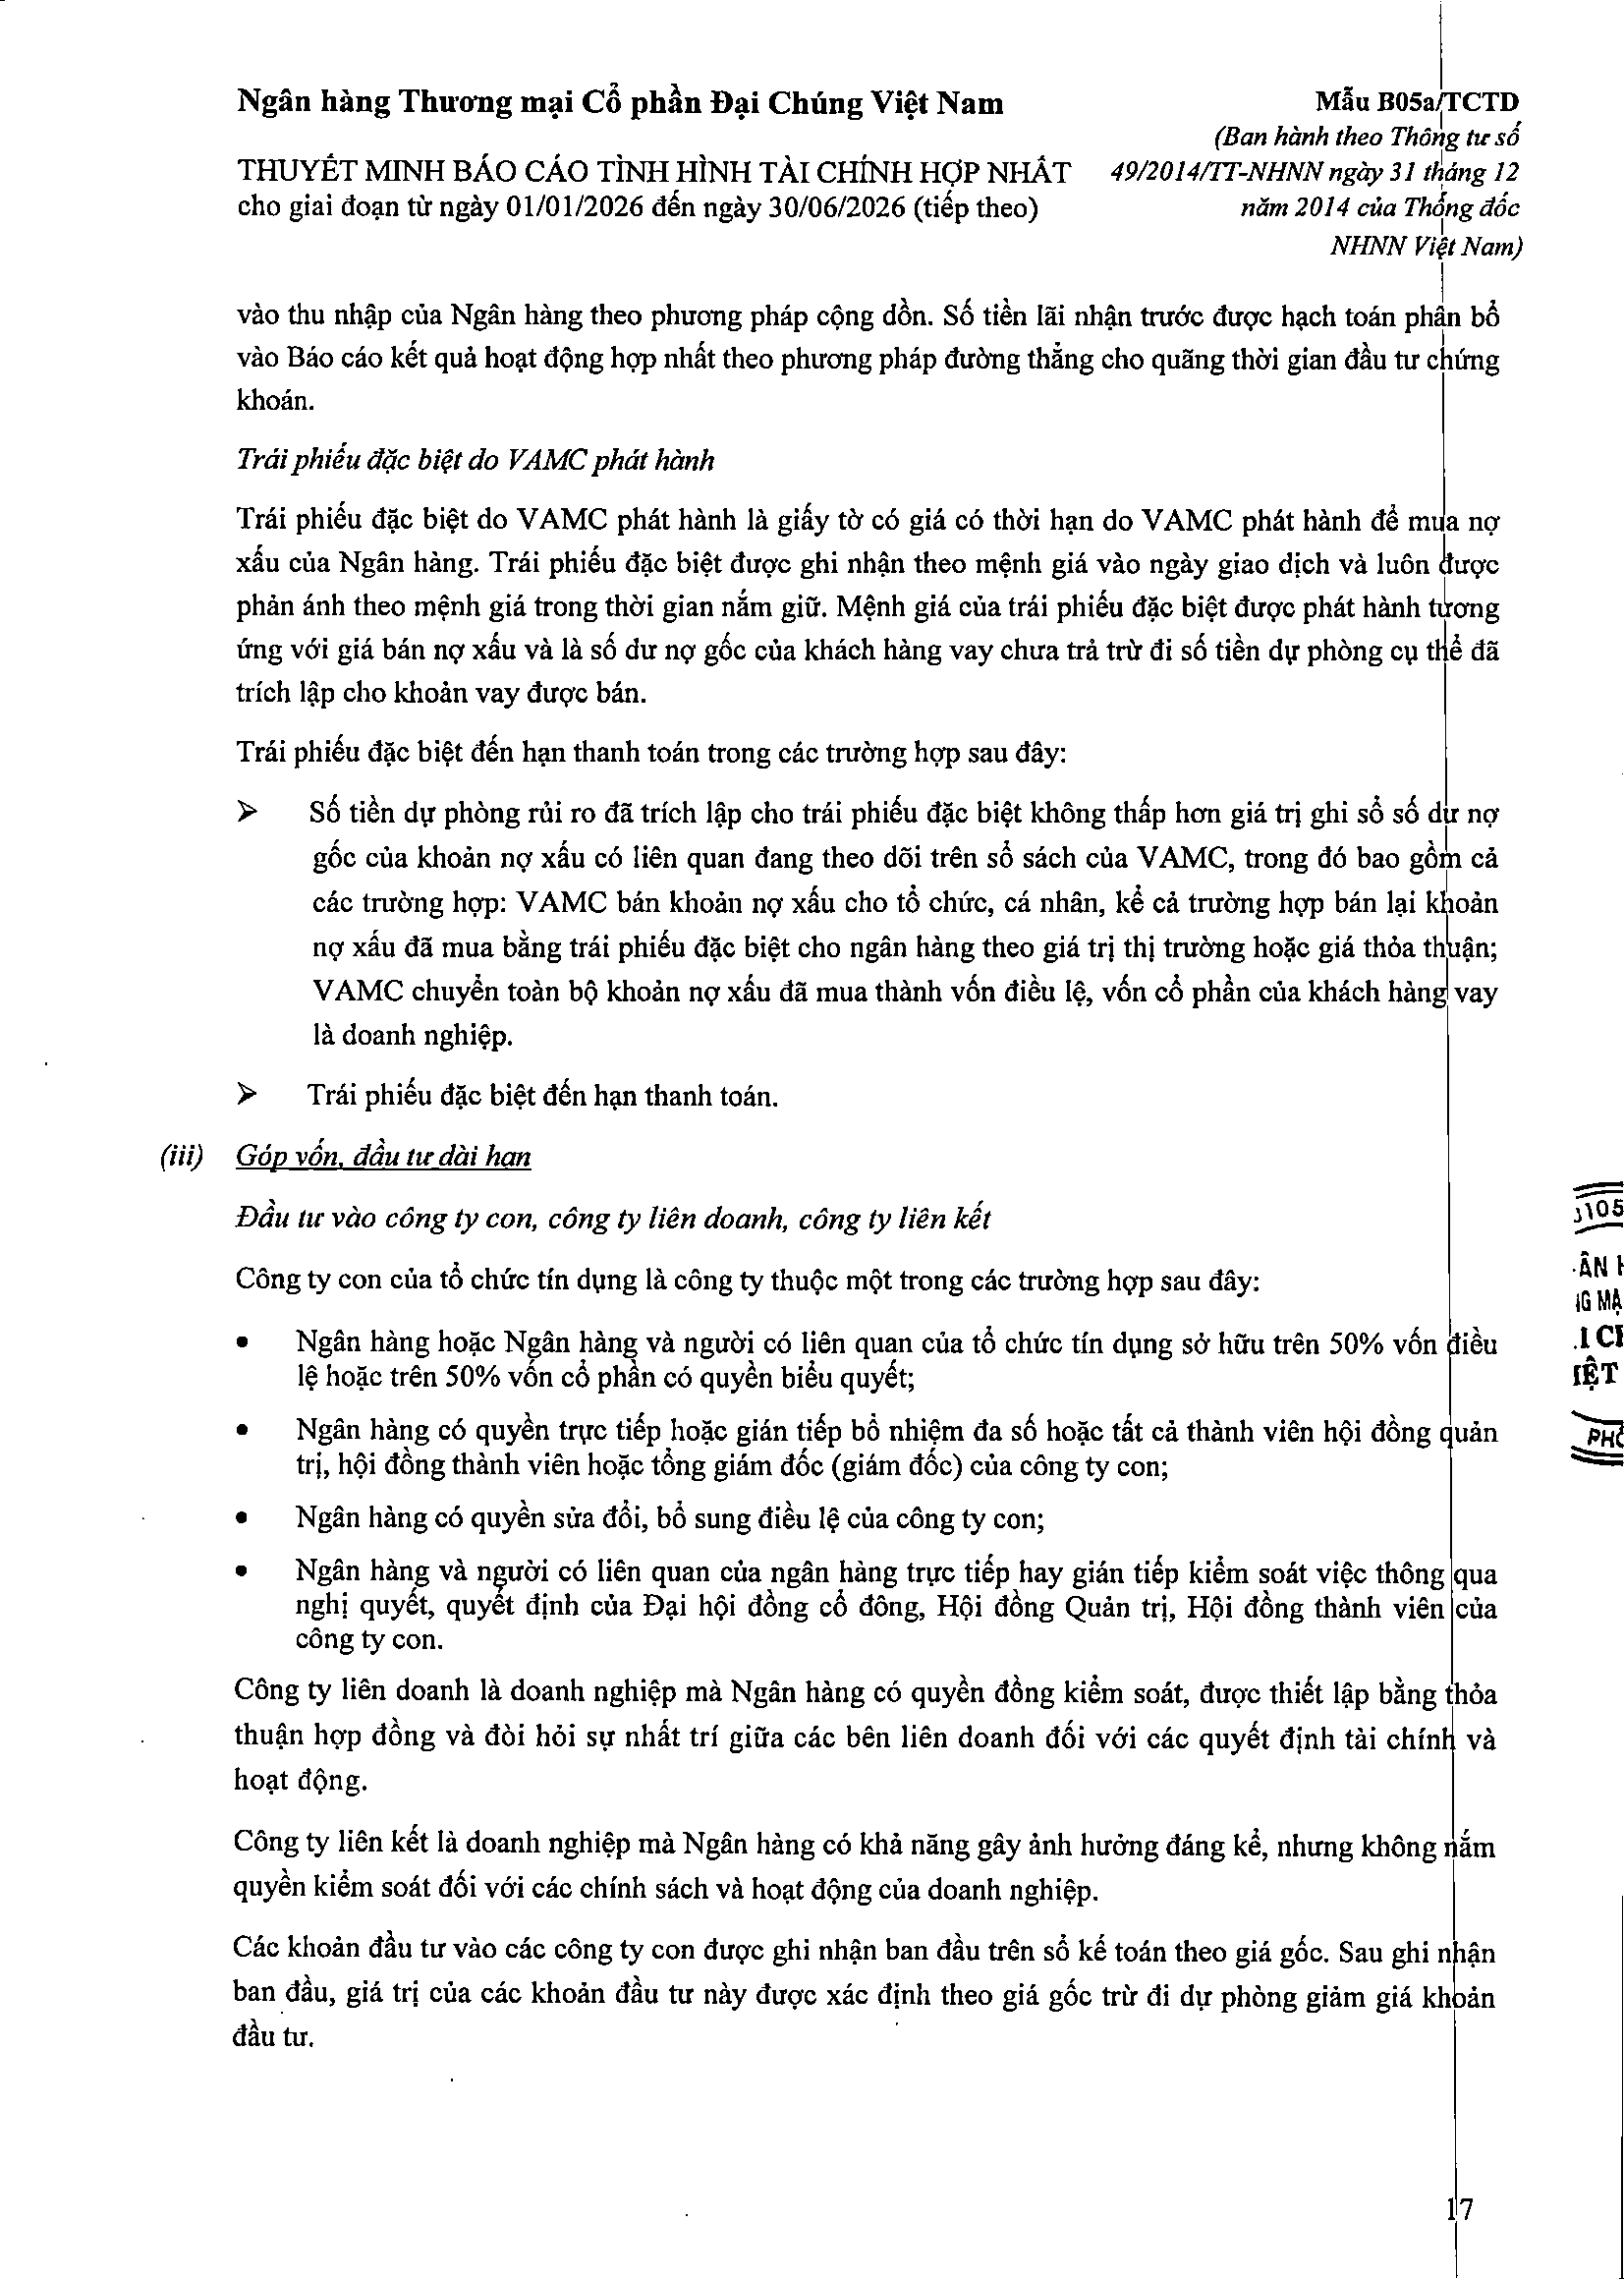 Ngân hàng Thương mại Cổ phần Đại Chúng Việt Nam
Mẫu B05a/TCTD
(Ban hành theo Thông tư số
THUYẾT MINH BÁO CÁO TÌNH HÌNH TÀI CHÍNH HỢP NHẤT
49/2014/TT-NHNN ngày 31 tháng 12
cho giai đoạn từ ngày 01/01/2026 đến ngày 30/06/2026 (tiếp theo)
năm 2014 của Thống đốc
NHNN Việt Nam)
vào thu nhập của Ngân hàng theo phương pháp cộng dồn. Số tiền lãi nhận trước được hạch toán phân bổ
vào Báo cáo kết quả hoạt động hợp nhất theo phương pháp đường thẳng cho quãng thời gian đầu tư chứng
khoán.
Trái phiếu đặc biệt do VAMC phát hành
Trái phiếu đặc biệt do VAMC phát hành là giấy tờ có giá có thời hạn do VAMC phát hành để mua nợ
xấu của Ngân hàng. Trái phiếu đặc biệt được ghi nhận theo mệnh giá vào ngày giao dịch và luôn được
phản ánh theo mệnh giá trong thời gian nắm giữ. Mệnh giá của trái phiếu đặc biệt được phát hành tương
ứng với giá bán nợ xấu và là số dư nợ gốc của khách hàng vay chưa trả trừ đi số tiền dự phòng cụ thể đã
trích lập cho khoản vay được bán.
Trái phiếu đặc biệt đến hạn thanh toán trong các trường hợp sau đây:
➢ Số tiền dự phòng rủi ro đã trích lập cho trái phiếu đặc biệt không thấp hơn giá trị ghi sổ số dư nợ
gốc của khoản nợ xấu có liên quan đang theo dõi trên sổ sách của VAMC, trong đó bao gồm cả
các trường hợp: VAMC bán khoản nợ xấu cho tổ chức, cá nhân, kể cả trường hợp bán lại khoản
nợ xấu đã mua bằng trái phiếu đặc biệt cho ngân hàng theo giá trị thị trường hoặc giá thỏa thuận;
VAMC chuyển toàn bộ khoản nợ xấu đã mua thành vốn điều lệ, vốn cổ phần của khách hàng vay
là doanh nghiệp.
➢ Trái phiếu đặc biệt đến hạn thanh toán.
(iii) Góp vốn, đầu tư dài hạn
Đầu tư vào công ty con, công ty liên doanh, công ty liên kết
Công ty con của tổ chức tín dụng là công ty thuộc một trong các trường hợp sau đây:
• Ngân hàng hoặc Ngân hàng và người có liên quan của tổ chức tín dụng sở hữu trên 50% vốn điều
lệ hoặc trên 50% vốn cổ phần có quyền biểu quyết;
• Ngân hàng có quyền trực tiếp hoặc gián tiếp bổ nhiệm đa số hoặc tất cả thành viên hội đồng quản
trị, hội đồng thành viên hoặc tổng giám đốc (giám đốc) của công ty con;
• Ngân hàng có quyền sửa đổi, bổ sung điều lệ của công ty con;
• Ngân hàng và người có liên quan của ngân hàng trực tiếp hay gián tiếp kiểm soát việc thông qua
nghị quyết, quyết định của Đại hội đồng cổ đông, Hội đồng Quản trị, Hội đồng thành viên của
công ty con.
Công ty liên doanh là doanh nghiệp mà Ngân hàng có quyền đồng kiểm soát, được thiết lập bằng thỏa
thuận hợp đồng và đòi hỏi sự nhất trí giữa các bên liên doanh đối với các quyết định tài chính và
hoạt động.
Công ty liên kết là doanh nghiệp mà Ngân hàng có khả năng gây ảnh hưởng đáng kể, nhưng không nắm
quyền kiểm soát đối với các chính sách và hoạt động của doanh nghiệp.
Các khoản đầu tư vào các công ty con được ghi nhận ban đầu trên sổ kế toán theo giá gốc. Sau ghi nhận
ban đầu, giá trị của các khoản đầu tư này được xác định theo giá gốc trừ đi dự phòng giảm giá khoản
đầu tư.
17